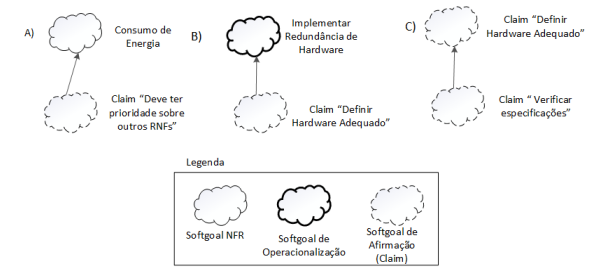 A)
Consumo de
Energia
Claim “Deve ter
prioridade sobre
outros RNFs”
B)
Implementar
Redundância de
Hardware
Claim “Definir
Hardware Adequado”
C)
Claim “Definir
Hardware Adequado”
Claim “ Verificar
especificações”
Legenda
Softgoal NFR
Softgoal de
Operacionalização
Softgoal de
Afirmação
(Claim)